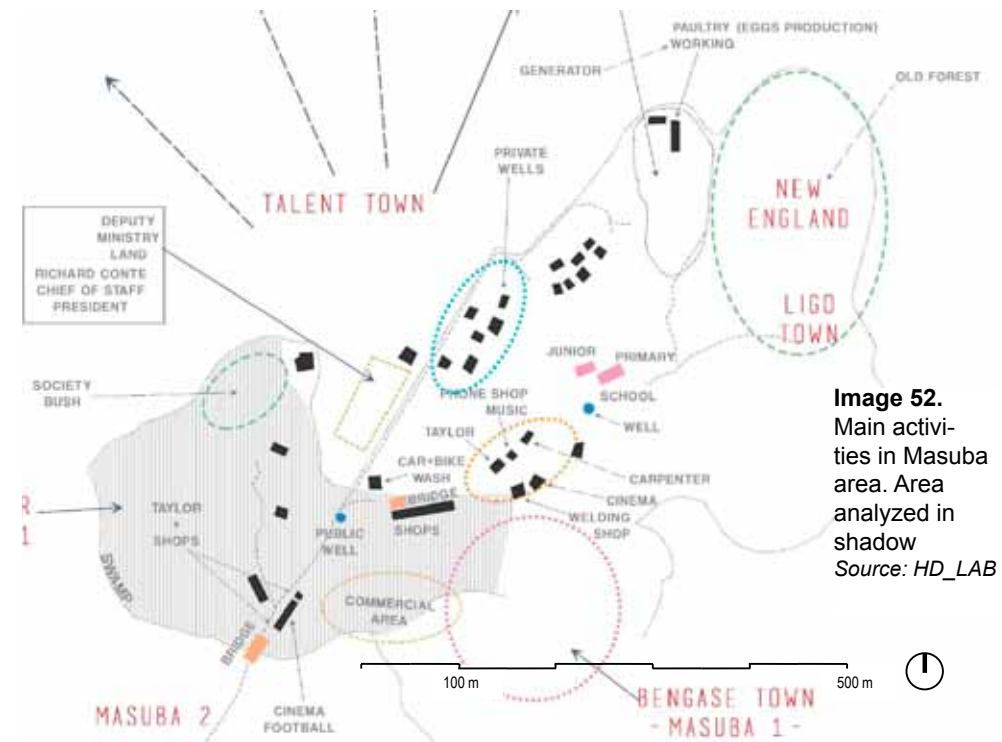 PAULTRY (EGGS PRODUCTION)
WORKING
GENERATOR
OLD FOREST
PRIVATE
WELLS
TALENT TOWN
NEW
ENGLAND
DEPUTY
MINISTRY
LAND
RICHARD CONTE
CHIEF OF STAFF
PRESIDENT
LIGO
TOWN
JUNIOR
PRIMARY
SCHOOL
SOCIETY
BUSH
PHONE SHOP
MUSIC
WELL
TAYLOR
CAR+BIKE
WASH
CARPENTER
BRIDGE
CINEMA
R
1
TAYLOR
SHOPS
PUBLIC
WELL
SHOPS
WELDING
SHOP
SWAMP
COMMERCIAL
AREA
BRIDGE
MASUBA 2
CINEMA
FOOTBALL
100 m
500 m
BENGASE TOWN
- MASUBA 1 -
Image 52.
Main activi-
ties in Masuba
area. Area
analyzed in
shadow
Source: HD_LAB